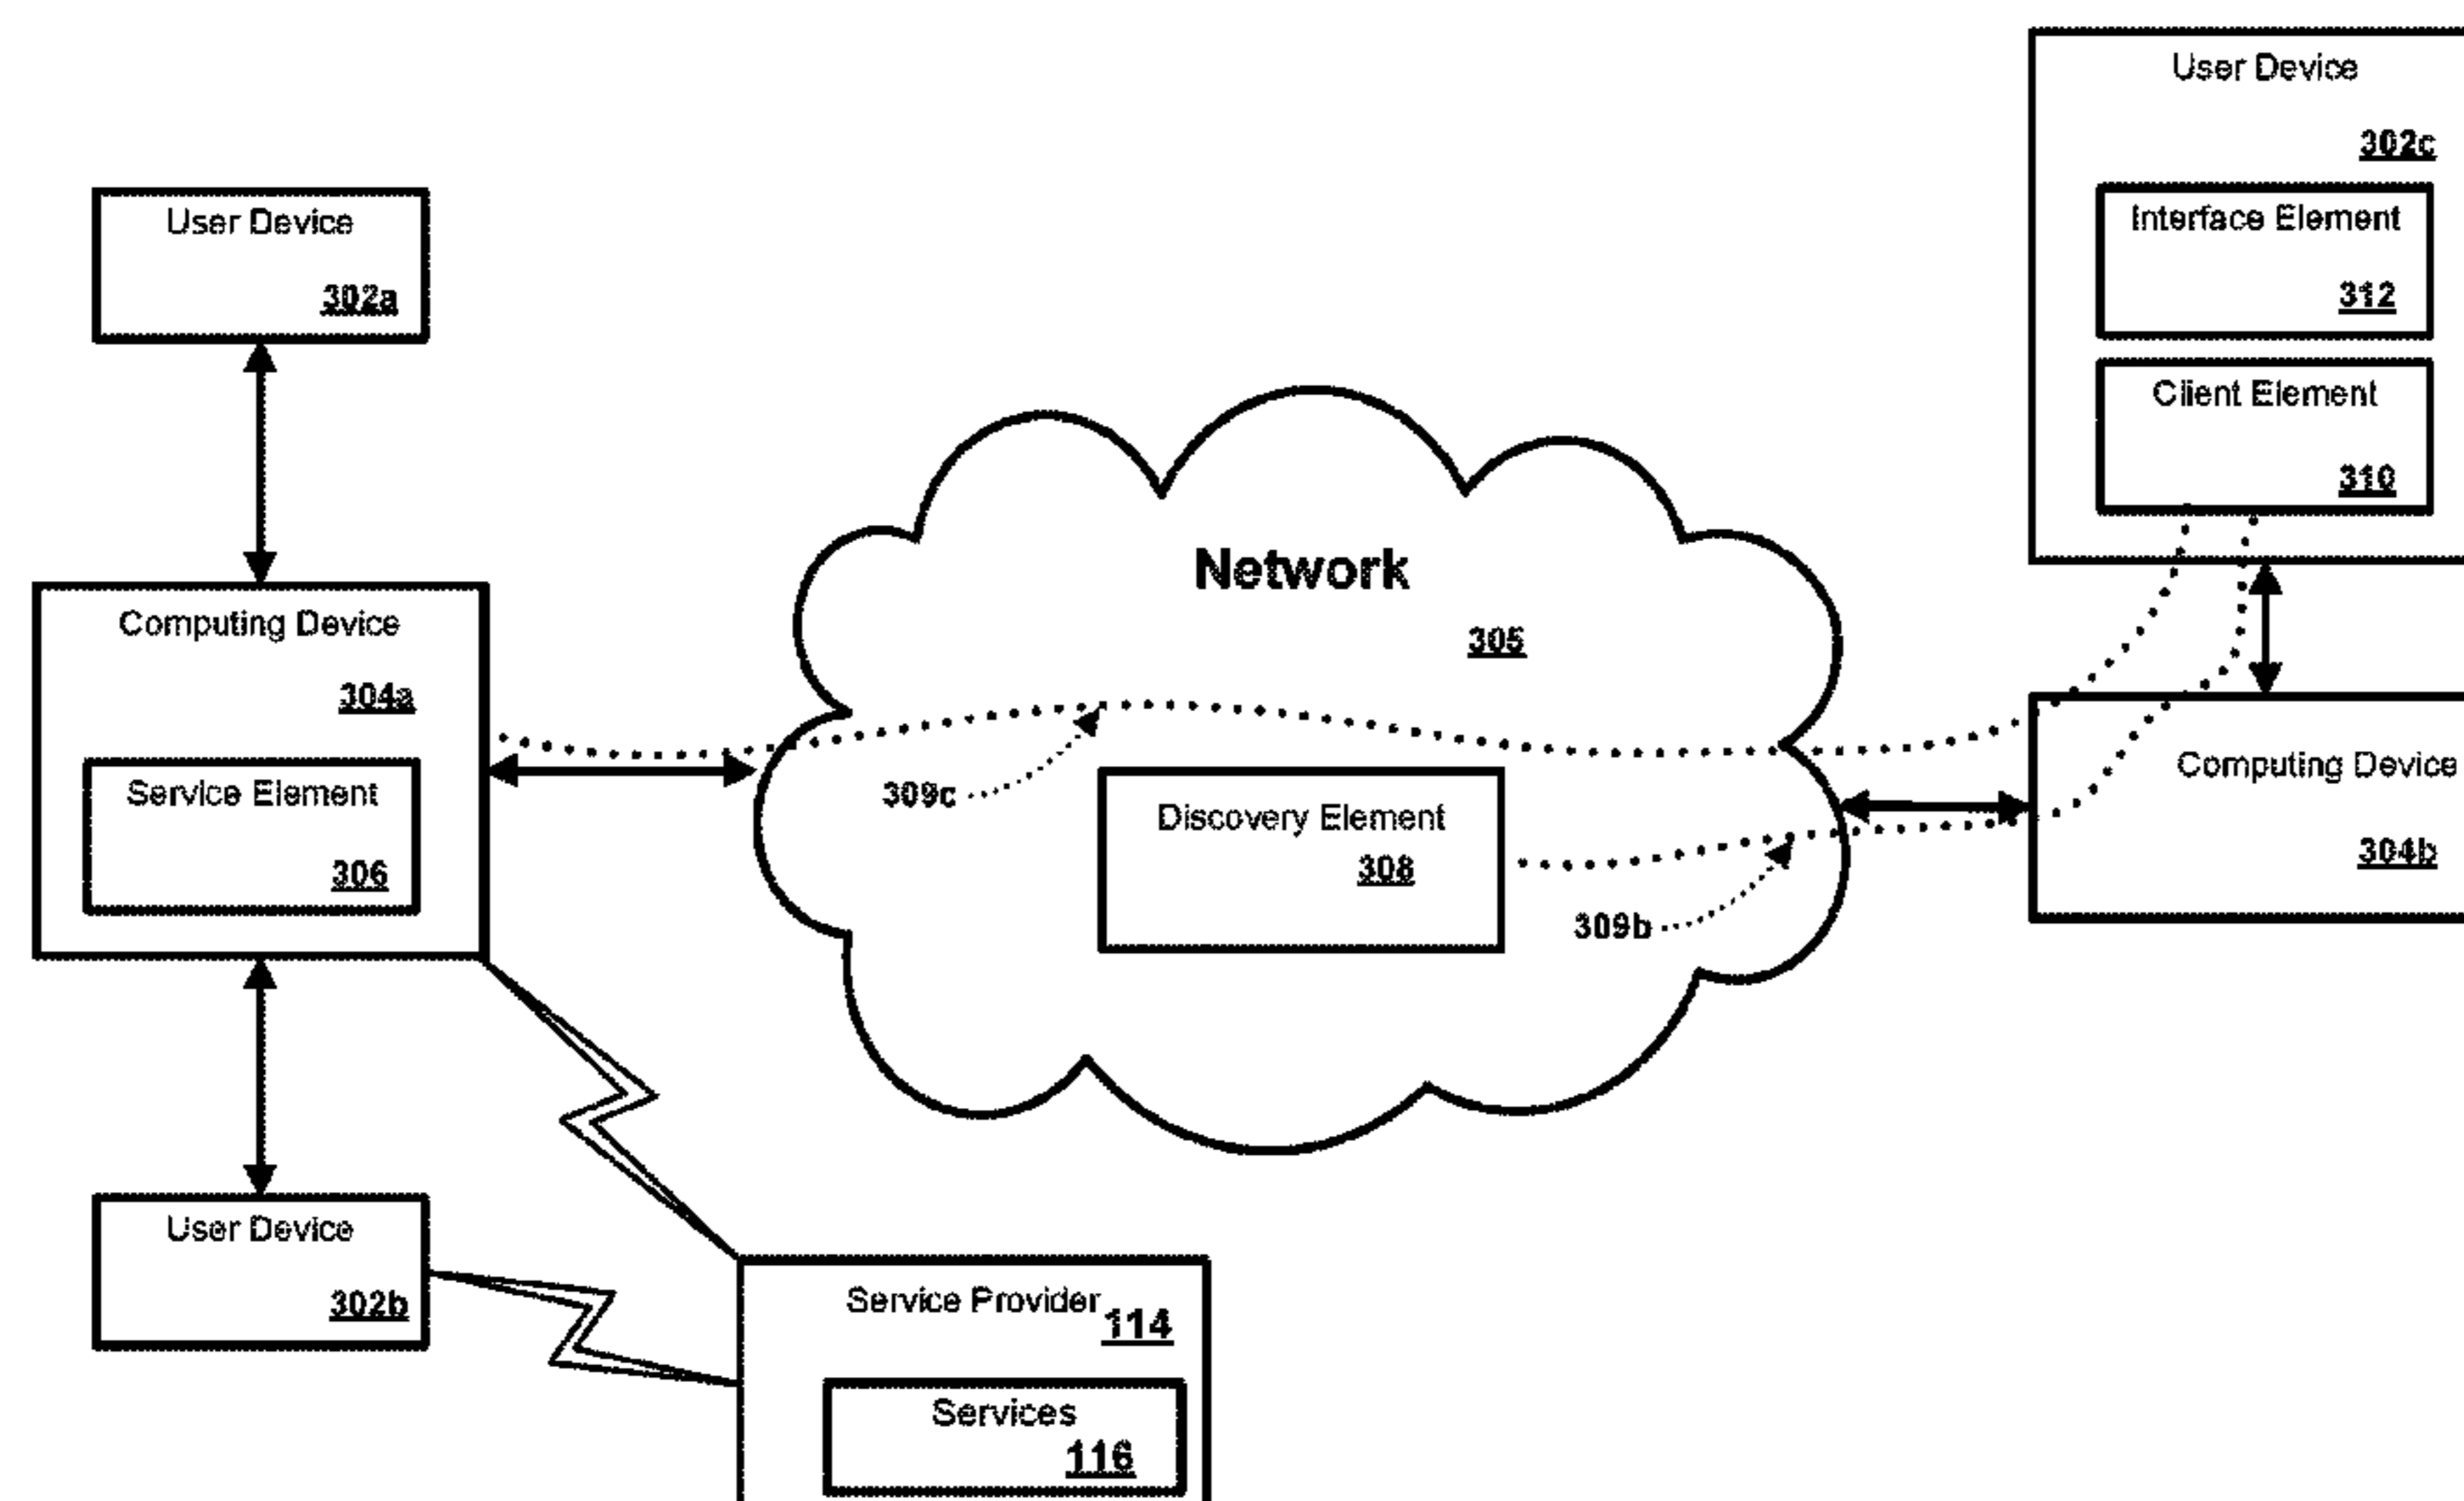 User Device
302a
Computing Device
304a
Service Element
306
User Device
302b
Service Provider
114
Services
116
Network
305
309c
Discovery Element
308
309b
User Device
302c
Interface Element
312
Client Element
310
Computing Device
304b